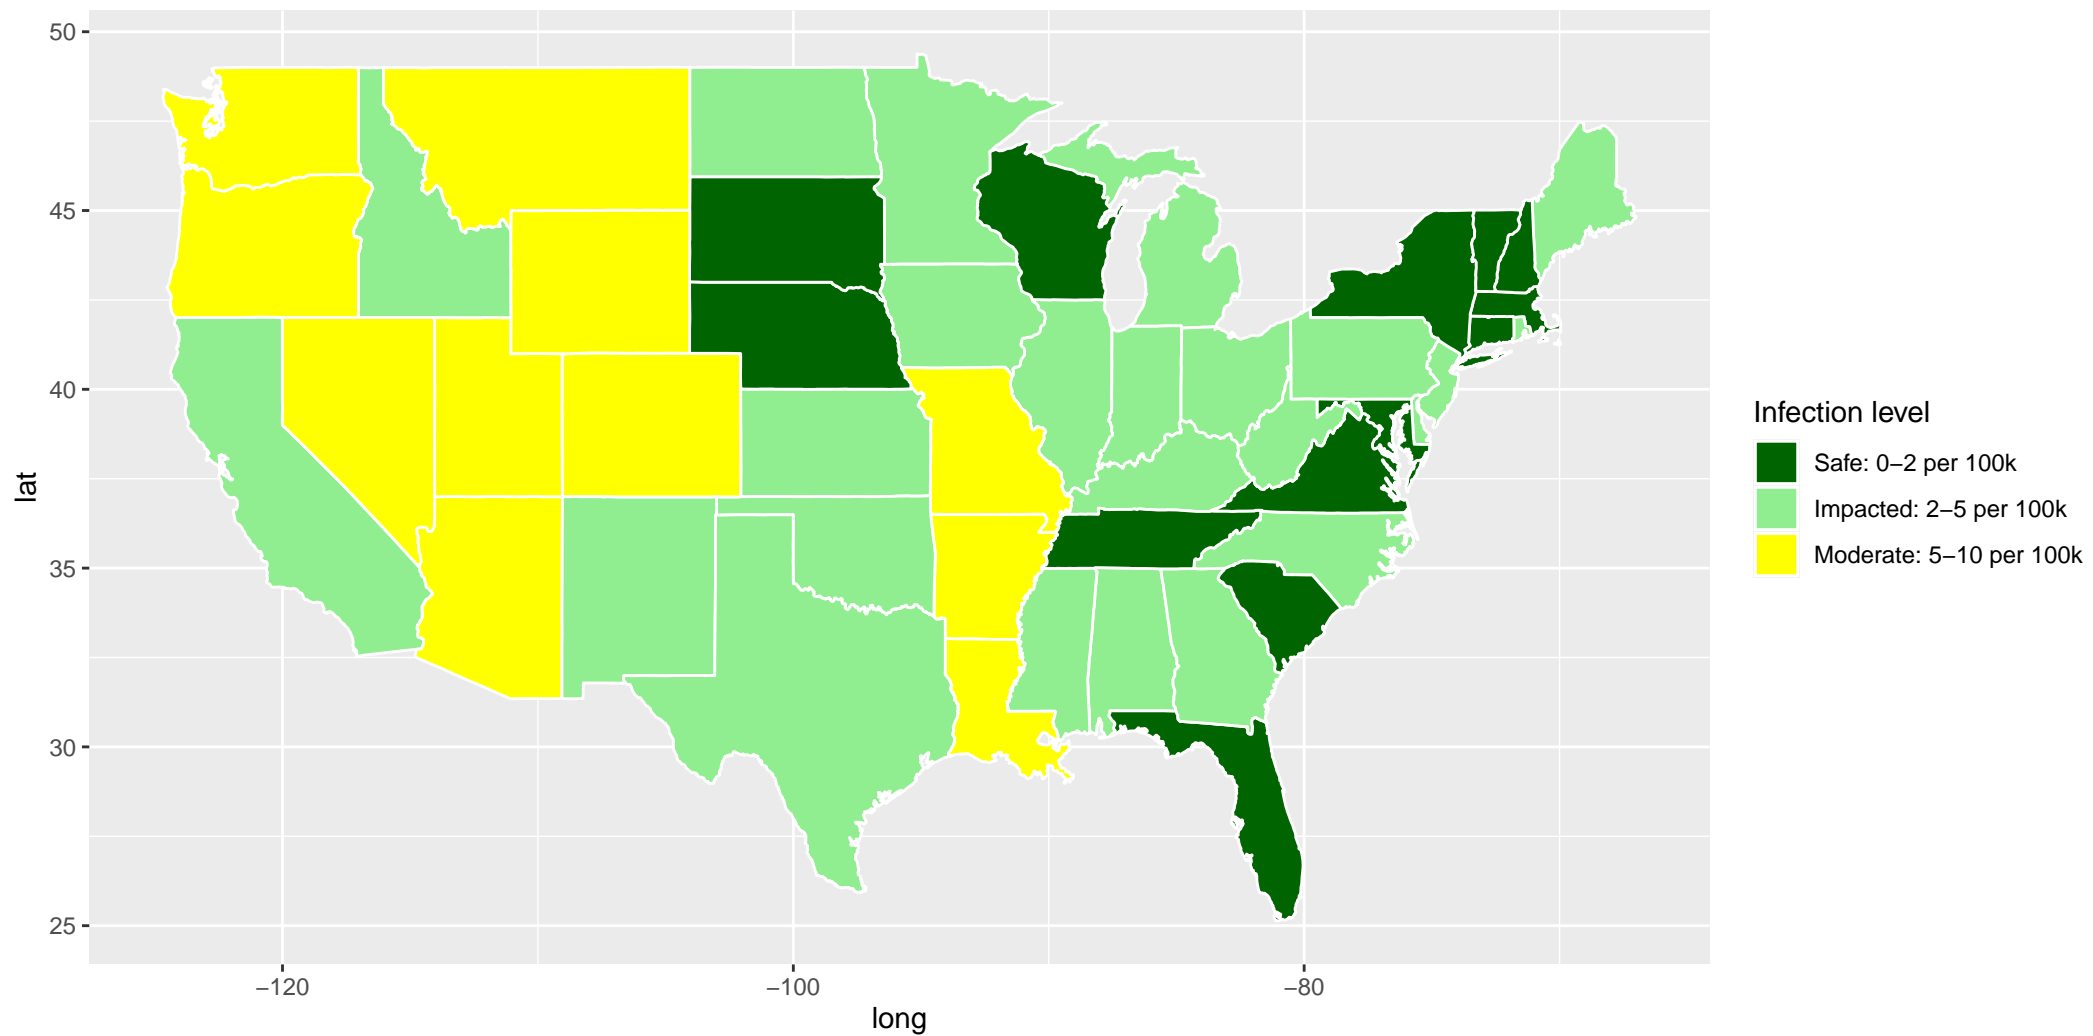 50
45
40
35
30
25
lat
−120
−100
−80
long
Infection level
Safe: 0−2 per 100k
Impacted: 2−5 per 100k
Moderate: 5−10 per 100k